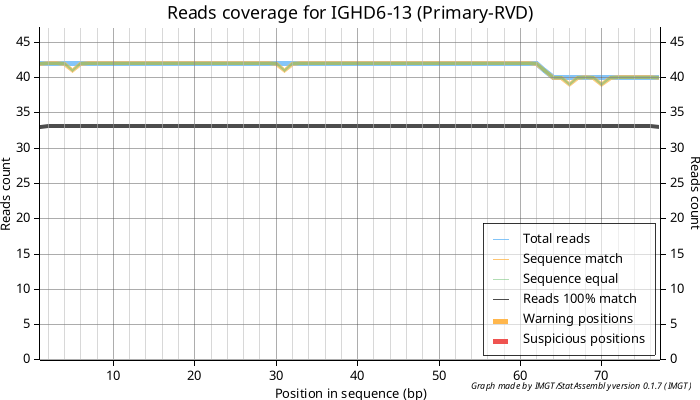 Reads coverage for IGHD6-13 (Primary-RVD)
45 45
40 40
35 35
30 30
25 25
20 20
15 15
10 10
5 5
0 0
Reads count
Reads count
Total reads
Sequence match
Sequence equal
Reads 100% match
Warning positions
Suspicious positions
10 20 30 40 50 60 70
Position in sequence (bp)
Graph made by IMGT/StatAssembly version 0.1.7 (IMGT)